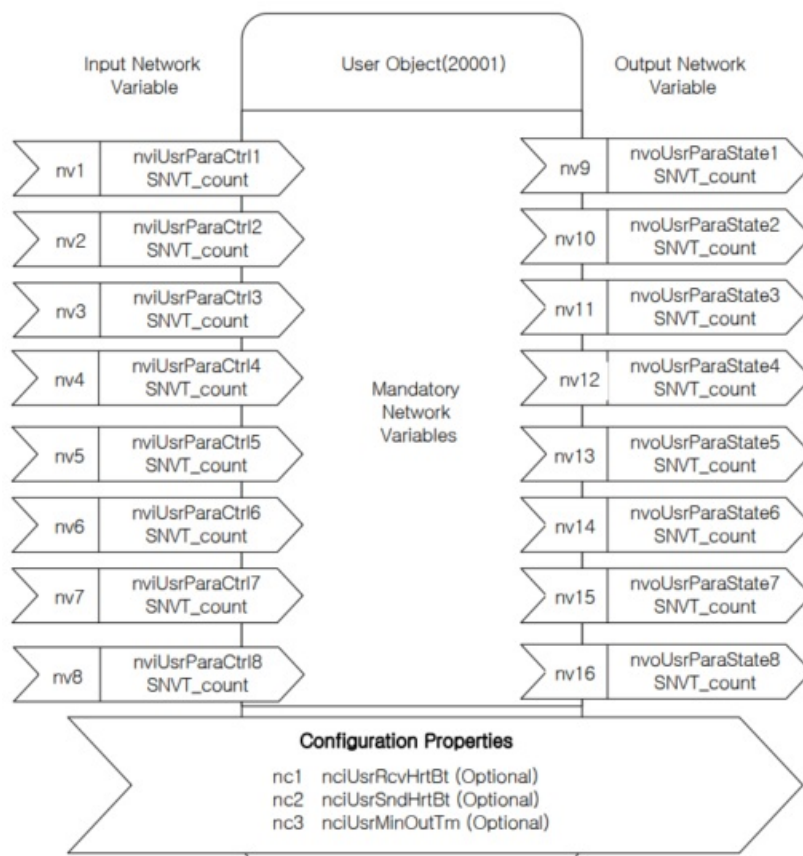 Input Network
Variable
User Object(20001)
Output Network
Variable
nv1
nviUsrParaCtrl1
SNVT_count
nv2
nviUsrParaCtrl2
SNVT_count
nv3
nviUsrParaCtrl3
SNVT_count
nv4
nviUsrParaCtrl4
SNVT_count
nv5
nviUsrParaCtrl5
SNVT_count
nv6
nviUsrParaCtrl6
SNVT_count
nv7
nviUsrParaCtrl7
SNVT_count
nv8
nviUsrParaCtrl8
SNVT_count
Mandatory
Network
Variables
nv9
nvoUsrParaState1
SNVT_count
nv10
nvoUsrParaState2
SNVT_count
nv11
nvoUsrParaState3
SNVT_count
nv12
nvoUsrParaState4
SNVT_count
nv13
nvoUsrParaState5
SNVT_count
nv14
nvoUsrParaState6
SNVT_count
nv15
nvoUsrParaState7
SNVT_count
nv16
nvoUsrParaState8
SNVT_count
Configuration Properties
nc1 nciUsrRcvHrtBt (Optional)
nc2 nciUsrSndHrtBt (Optional)
nc3 nciUsrMinOutTm (Optional)